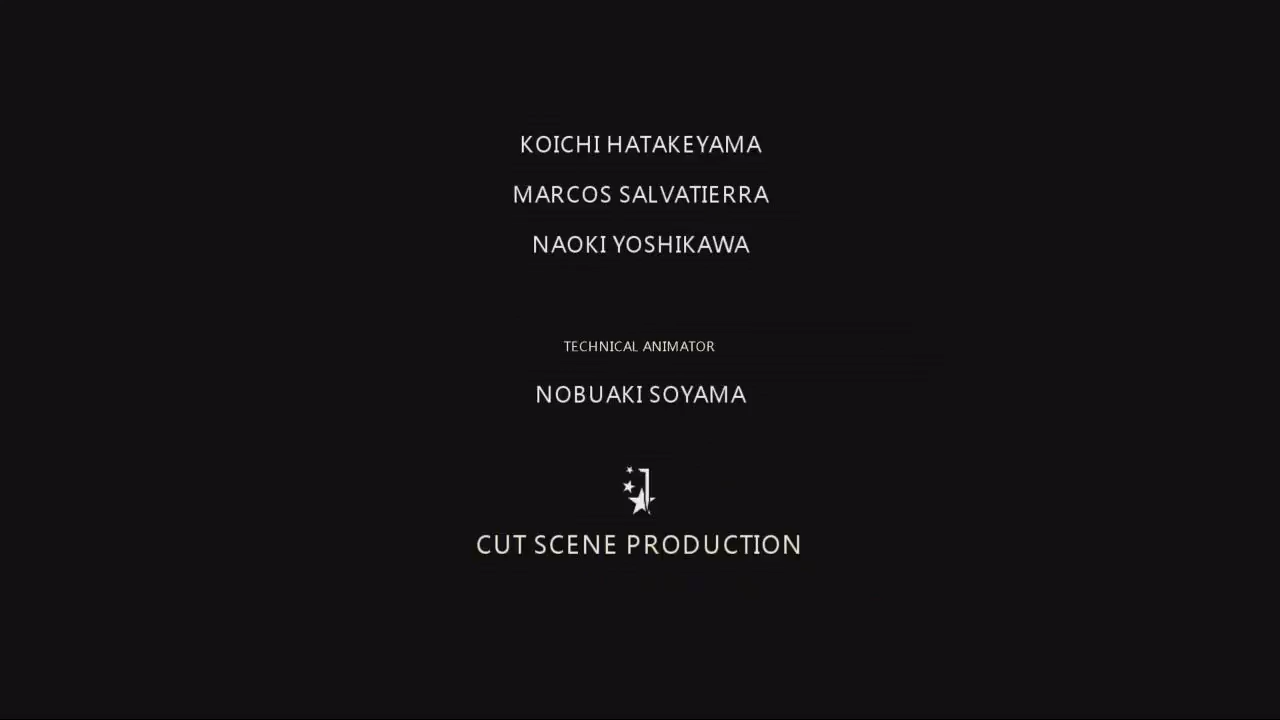 KOICHI HATAKEYAMA
MARCOS SALVATIERRA
NAOKI YOSHIKAWA
TECHNICAL ANIMATOR
NOBUAKI SOYAMA
CUT SCENE PRODUCTION